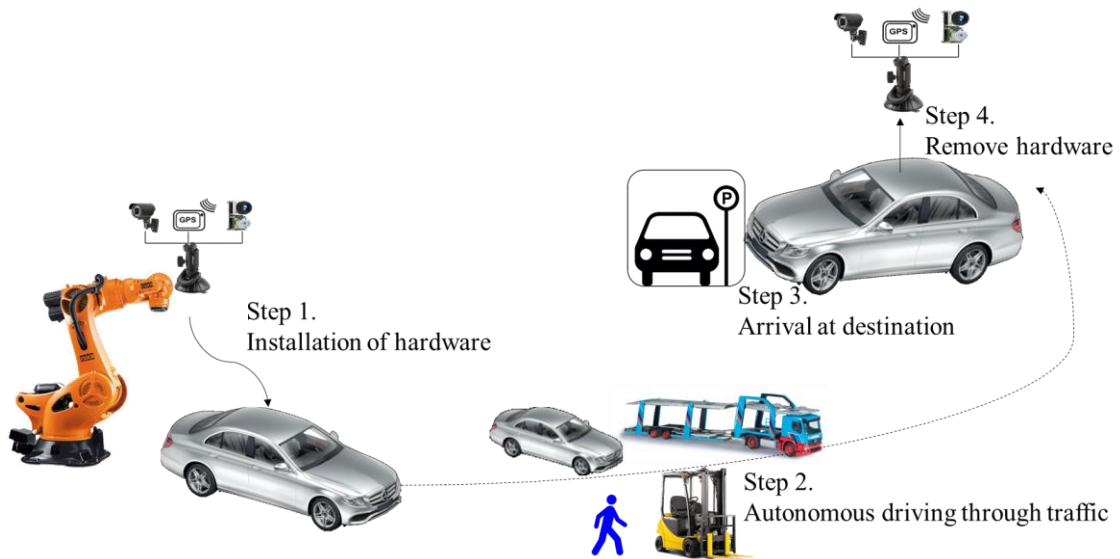 GPS
Step 4.
Remove hardware
P
GPS
Step 1.
Installation of hardware
Step 3.
Arrival at destination
Step 2.
Autonomous driving through traffic